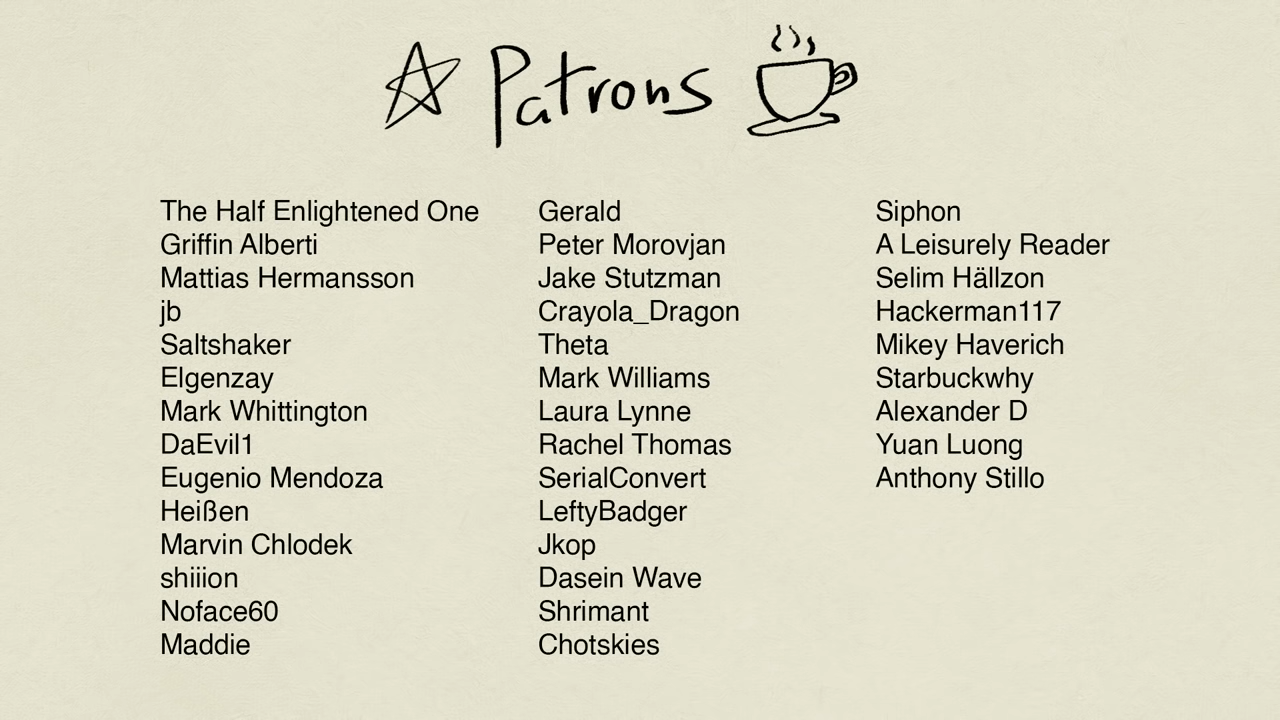 Patrons
The Half Enlightened One
Griffin Alberti
Mattias Hermansson
jb
Saltshaker
Elgenzay
Mark Whittington
DaEvil1
Eugenio Mendoza
Heißen
Marvin Chlodek
shiiion
Noface60
Maddie
Gerald
Peter Morovjan
Jake Stutzman
Crayola_Dragon
Theta
Mark Williams
Laura Lynne
Rachel Thomas
SerialConvert
LeftyBadger
Jkop
Dasein Wave
Shrimant
Chotskies
Siphon
A Leisurely Reader
Selim Hällzon
Hackerman117
Mikey Haverich
Starbuckwhy
Alexander D
Yuan Luong
Anthony Stillo